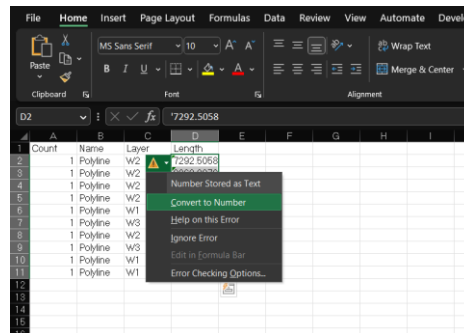 File Home Insert Page Layout Formulas Data Review View Automate Devel
Paste
MS Sans Serif 10 A A Wrap Text
B I U A Merge & Center
Clipboard Font Alignment
D2 fx '7292.5058
A B C D E F G H I
1 Count Name Layer Length
2 1 Polyline W2 '7292.5058
3 1 Polyline W2
4 1 Polyline W2 Number Stored as Text
5 1 Polyline W2 Convert to Number
6 1 Polyline W1
7 1 Polyline W3 Help on this Error
8 1 Polyline W2 Ignore Error
9 1 Polyline W3 Edit in Formula Bar
10 1 Polyline W1
11 1 Polyline W1 Error Checking Options...
12
13
14
15